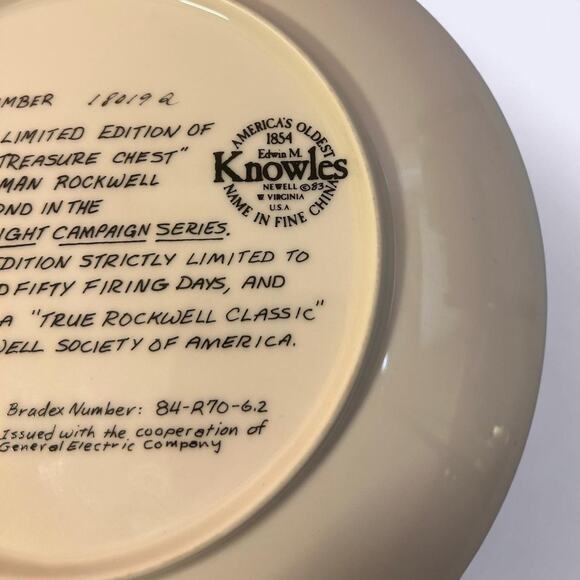 MBER 18019 a
LIMITED EDITION OF
TREASURE CHEST"
MAN ROCKWELL
OND IN THE
IGHT CAMPAIGN SERIES.
DITION STRICTLY LIMITED TO
D FIFTY FIRING DAYS, AND
A "TRUE ROCKWELL CLASSIC"
WELL SOCIETY OF AMERICA.
Bradex Number: 84-R70-6.2
Issued with the cooperation of
General Electric Company
AMERICA'S OLDEST
1854
Edwin M.
Knowles
NEWELL ©83
W. VIRGINIA
U.S.A
NAME IN FINE CHINA